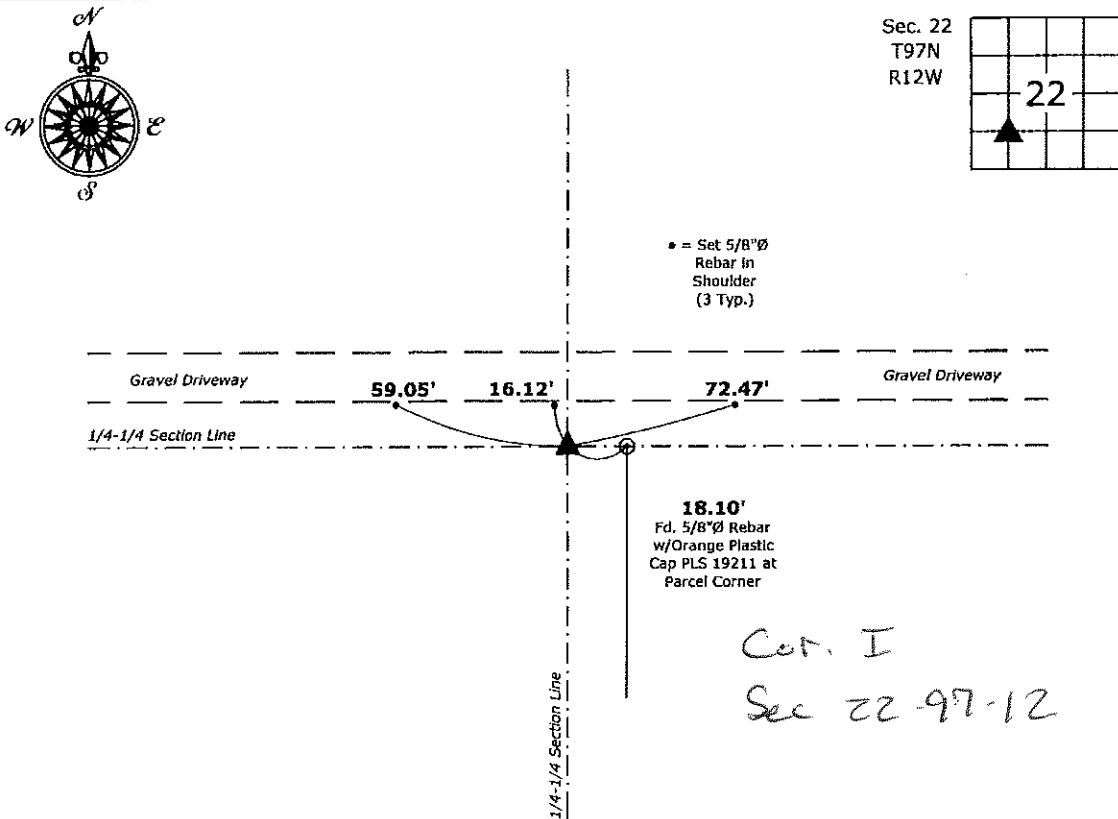 N
W
E
S
Sec. 22
T97N
R12W
22
• = Set 5/8"Ø
Rebar in
Shoulder
(3 Typ.)
Gravel Driveway
59.05'
16.12'
72.47'
Gravel Driveway
1/4-1/4 Section Line
18.10'
Fd. 5/8"Ø Rebar
w/Orange Plastic
Cap PLS 19211 at
Parcel Corner
Cor. I
Sec 22-97-12
1/4-1/4 Section Line